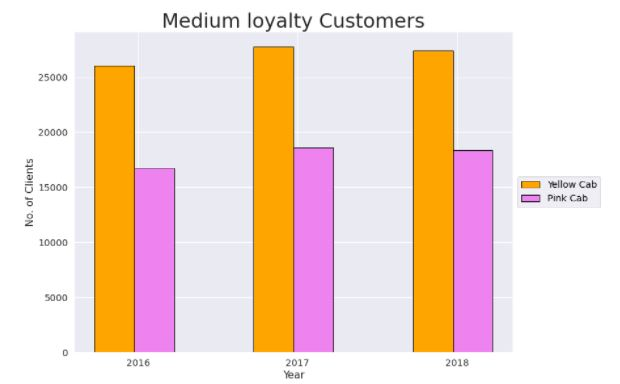 Medium loyalty Customers
25000
20000
15000
10000
5000
0
No. of Clients
2016
2017
2018
Year
Yellow Cab
Pink Cab